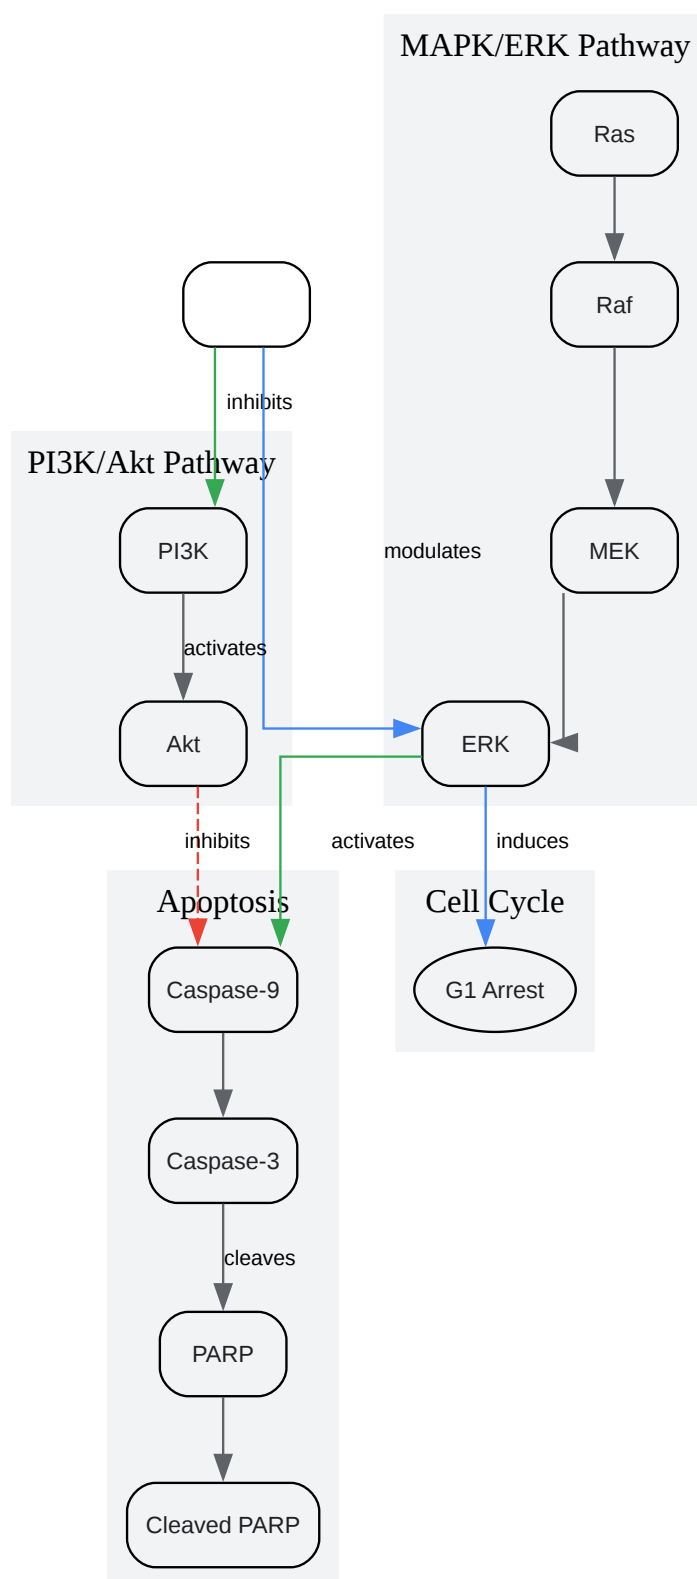 MAPK/ERK Pathway
Ras
Raf
inhibits
PI3K/Akt Pathway
PI3K
modulates
MEK
activates
Akt
ERK
inhibits
activates
induces
Apoptosis
Cell Cycle
Caspase-9
G1 Arrest
Caspase-3
cleaves
PARP
Cleaved PARP